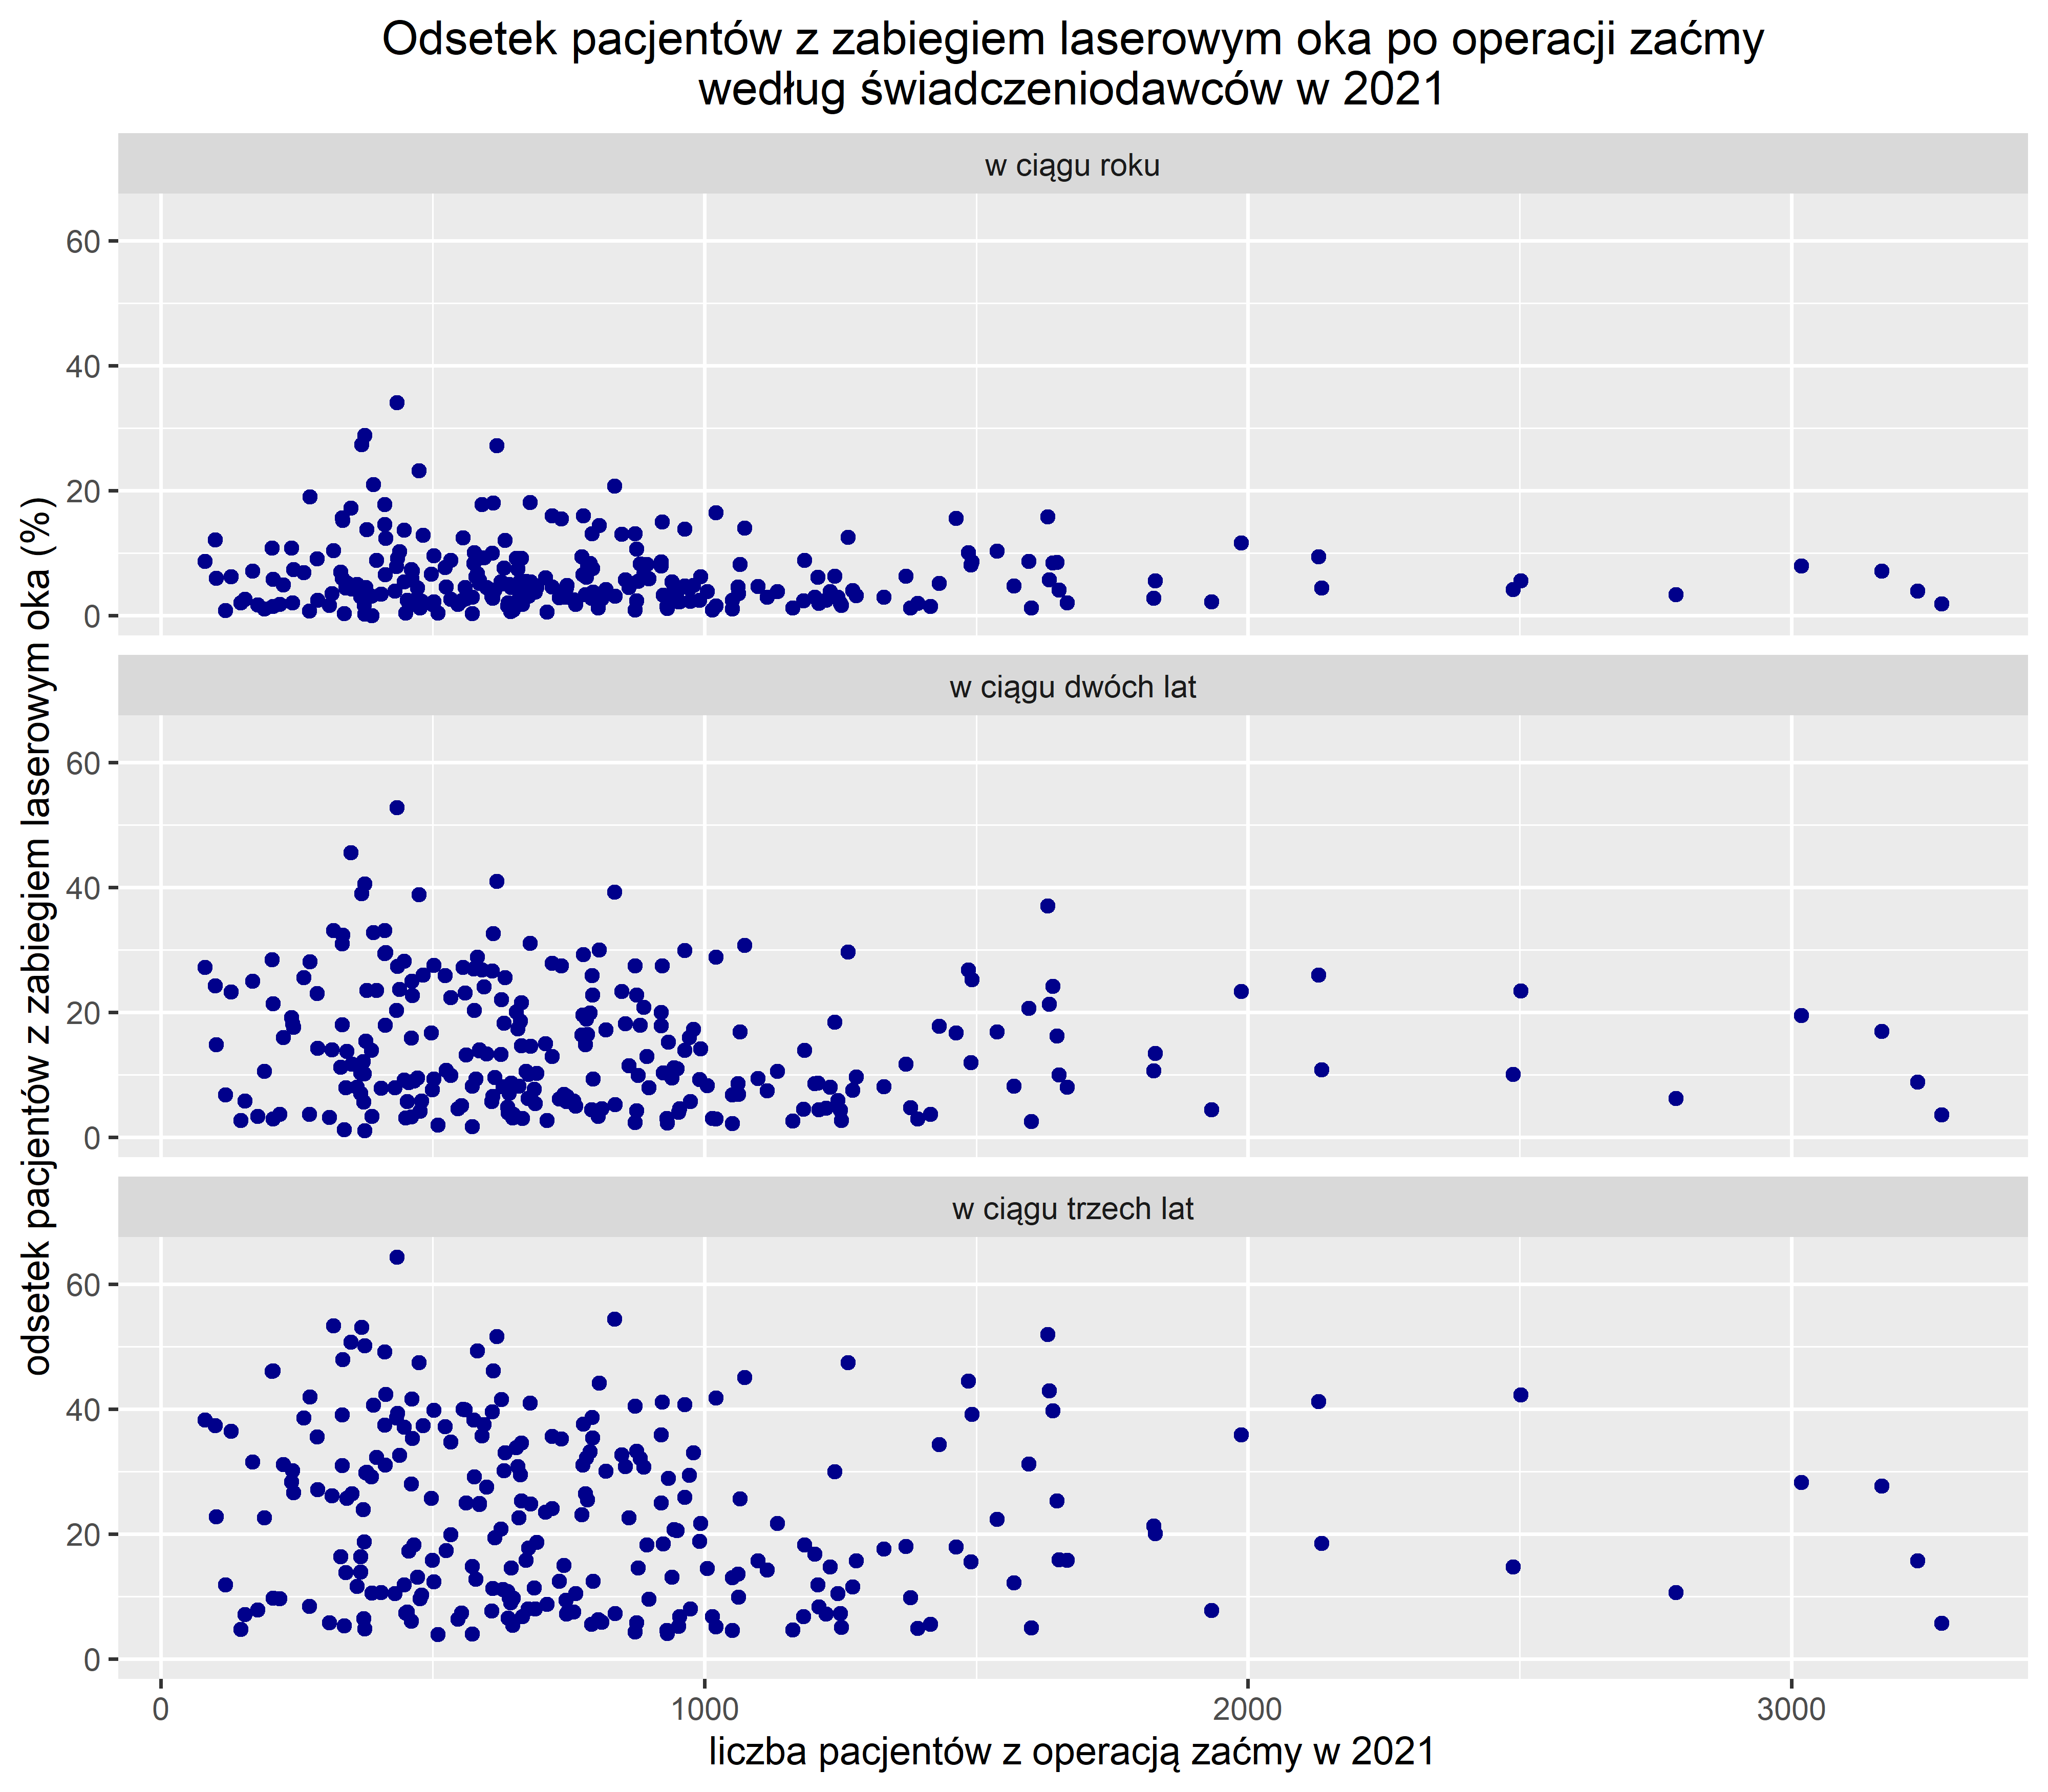 Odsetek pacjentów z zabiegiem laserowym oka po operacji zaćmy
według świadczeniodawców w 2021
odsetek pacjentów z zabiegiem laserowym oka (%)
w ciągu roku
60
40
20
0
w ciągu dwóch lat
60
40
20
0
w ciągu trzech lat
60
40
20
0
0 1000 2000 3000
liczba pacjentów z operacją zaćmy w 2021